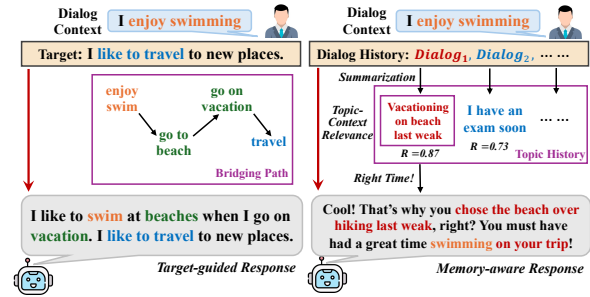 Dialog
Context
I enjoy swimming
Target: I like to travel to new places.
enjoy
swim
go to
beach
go on
vacation
travel
Bridging Path
I like to swim at beaches when I go on
vacation. I like to travel to new places.
Target-guided Response
Dialog
Context
I enjoy swimming
Dialog History: Dialog1, Dialog2, ... ...
Summarization
Topic-
Context
Relevance
Vacationing
on beach
last weak
R =0.87
I have an
exam soon
R =0.73
... ...
Topic History
Right Time!
Cool! That's why you chose the beach over
hiking last weak, right? You must have
had a great time swimming on your trip!
Memory-aware Response